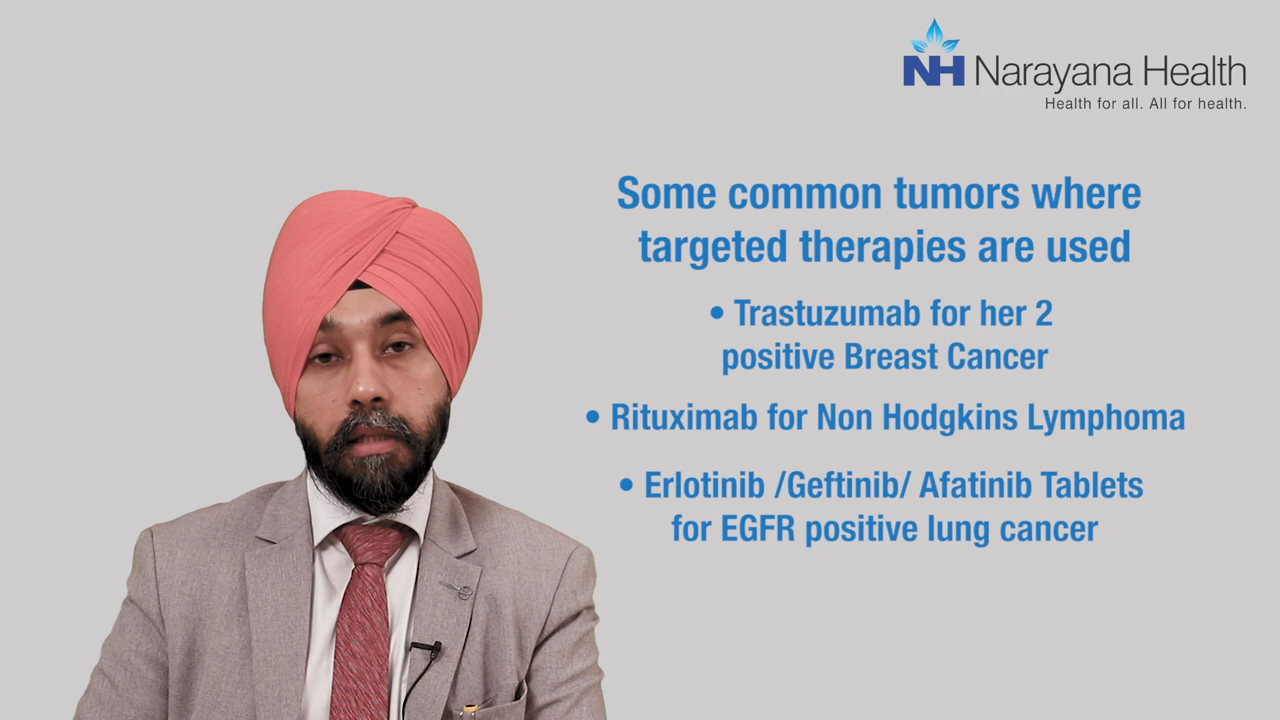 NH Narayana Health
Health for all. All for health.
Some common tumors where
targeted therapies are used
• Trastuzumab for her 2
positive Breast Cancer
• Rituximab for Non Hodgkins Lymphoma
• Erlotinib /Geftinib/ Afatinib Tablets
for EGFR positive lung cancer